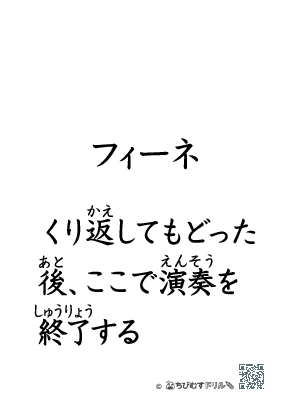 フィーネ
くり返してもどった
後、ここで演奏を
終了する
かえ
あと
えんそう
しゅうりょう
© ちびむすドリル